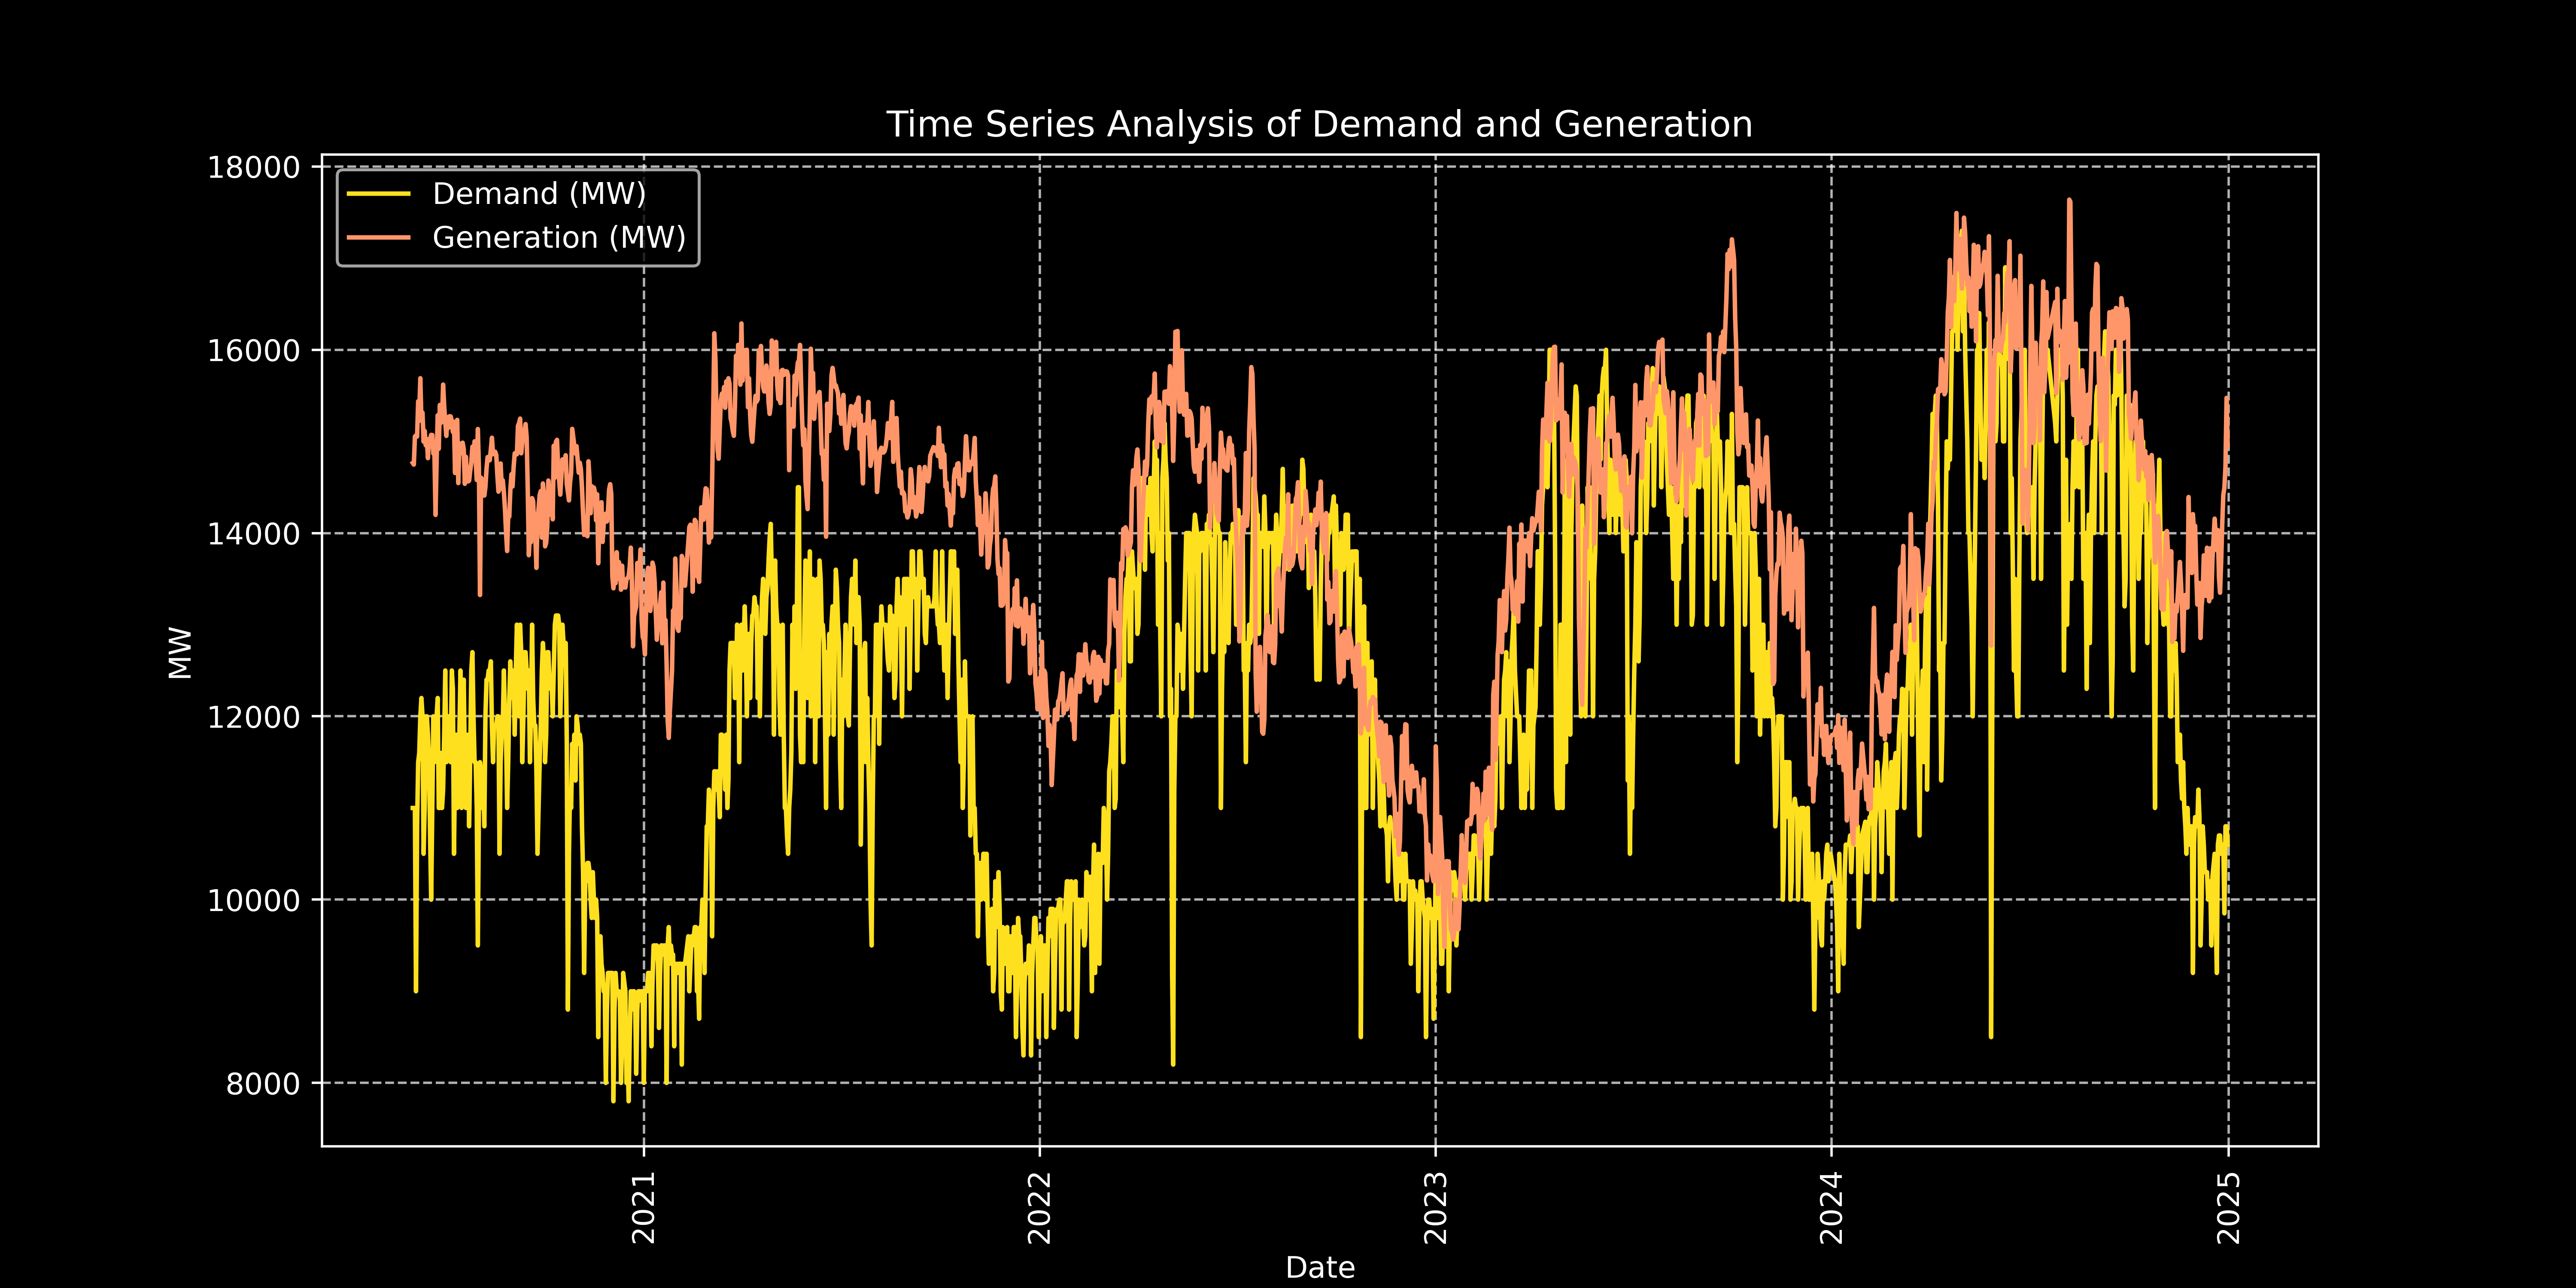 Time Series Analysis of Demand and Generation
Demand (MW)
Generation (MW)
MW
18000
16000
14000
12000
10000
8000
2021
2022
2023
2024
2025
Date